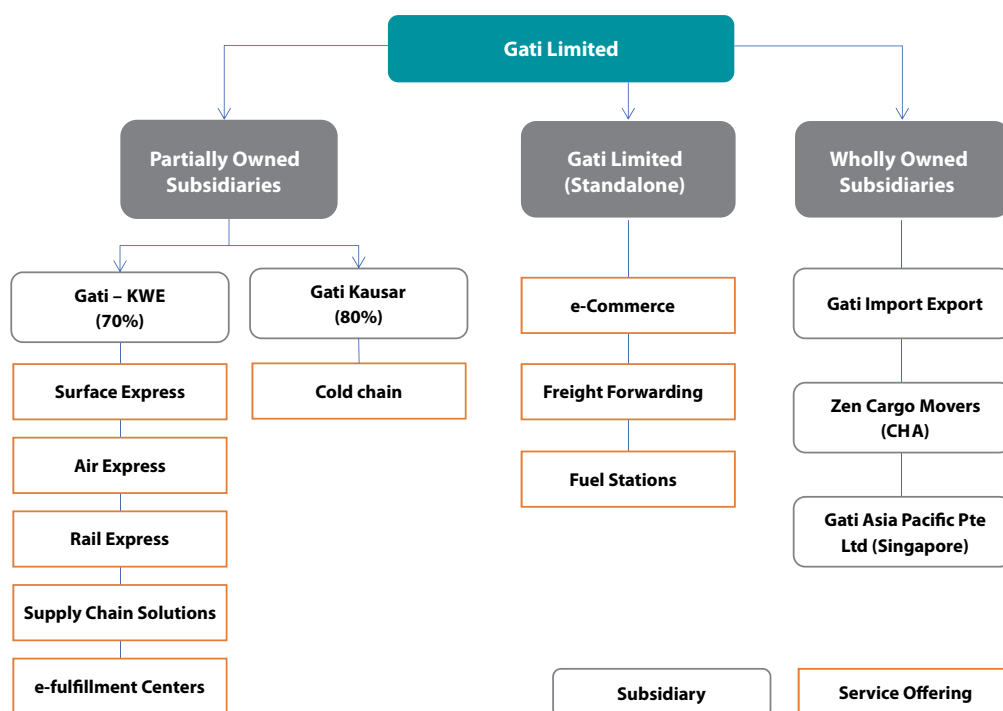 Gati Limited
Partially Owned
Subsidiaries
Gati Limited
(Standalone)
Wholly Owned
Subsidiaries
Gati – KWE
(70%)
Gati Kausar
(80%)
Surface Express
Air Express
Rail Express
Supply Chain Solutions
e-fulfillment Centers
Cold chain
e-Commerce
Freight Forwarding
Fuel Stations
Gati Import Export
Zen Cargo Movers
(CHA)
Gati Asia Pacific Pte
Ltd (Singapore)
Subsidiary
Service Offering